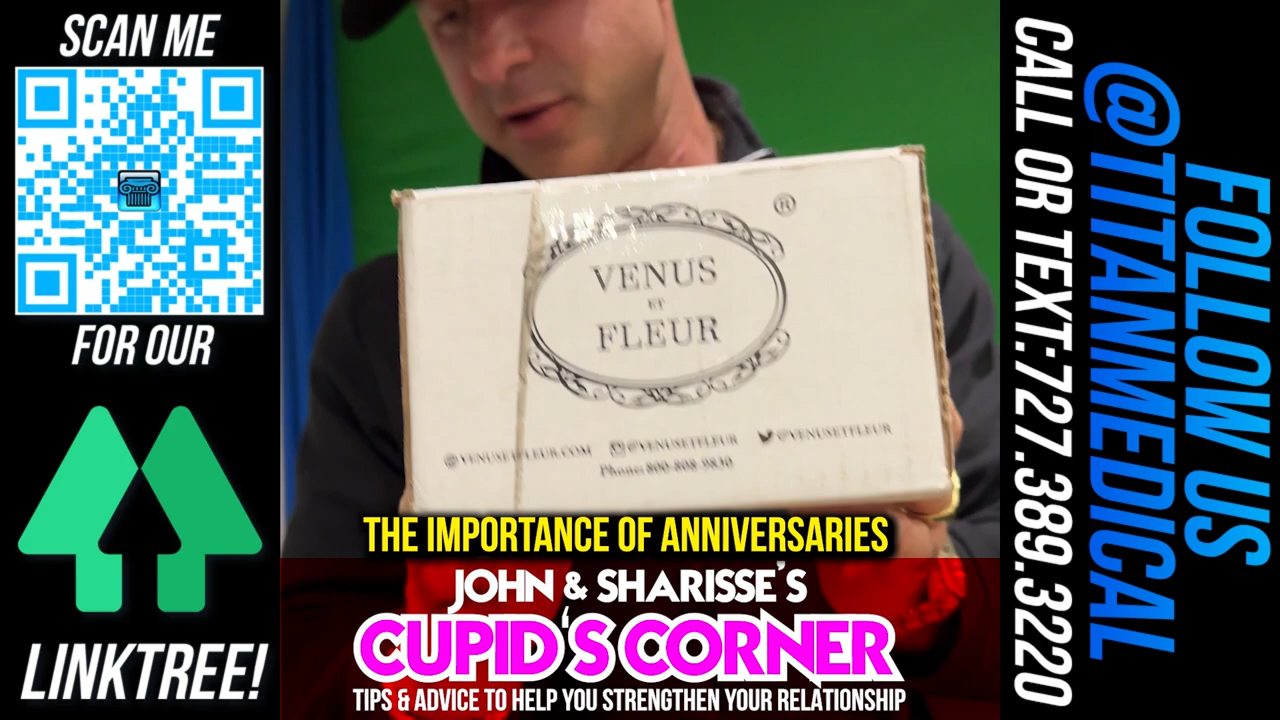 SCAN ME
FOR OUR
LINKTREE!
VENUS
ET
FLEUR
®
@VENUSETFLEUR.COM @VENUSETFLEUR @VENUSETFLEUR
Phone: 800-808-9830
THE IMPORTANCE OF ANNIVERSARIES
JOHN & SHARISSE'S
CUPID'S CORNER
TIPS & ADVICE TO HELP YOU STRENGTHEN YOUR RELATIONSHIP
FOLLOW US
@TITANMEDICAL
CALL OR TEXT:727.389.3220